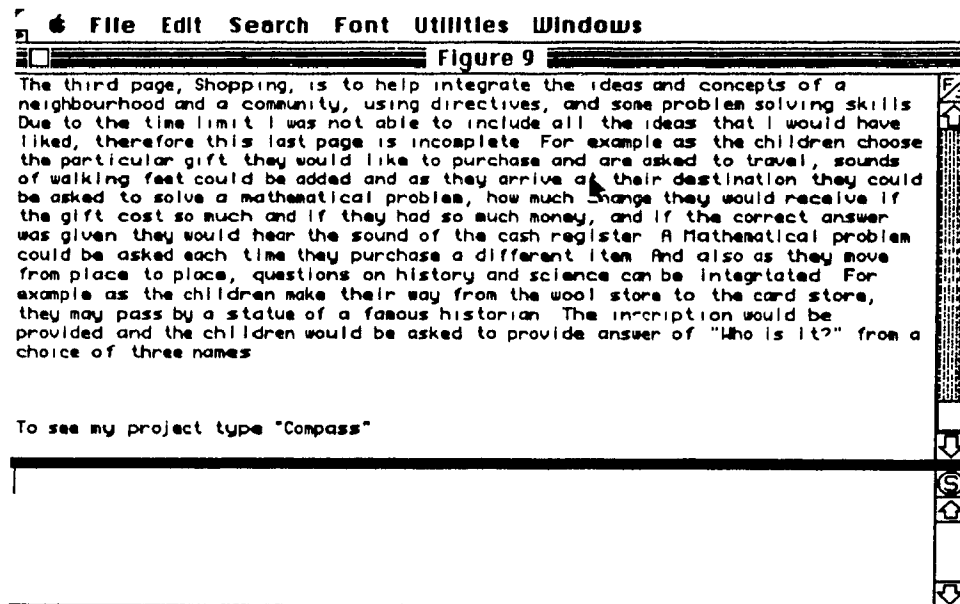 File Edit Search Font Utilities Windows
Figure 9
The third page, Shopping, is to help integrate the ideas and concepts of a
neighbourhood and a community, using directives, and some problem solving skills
Due to the time limit I was not able to include all the ideas that I would have
liked, therefore this last page is incomplete For example as the children choose
the particular gift they would like to purchase and are asked to travel, sounds
of walking feet could be added and as they arrive at their destination they could
be asked to solve a mathematical problem, how much change they would receive if
the gift cost so much and if they had so much money, and if the correct answer
was given they would hear the sound of the cash register A Mathematical problem
could be asked each time they purchase a different item And also as they move
from place to place, questions on history and science can be integrtated For
example as the children make their way from the wool store to the card store,
they may pass by a statue of a famous historian The inscription would be
provided and the children would be asked to provide answer of "Who is it?" from a
choice of three names
To see my project type "Compass"
F
S